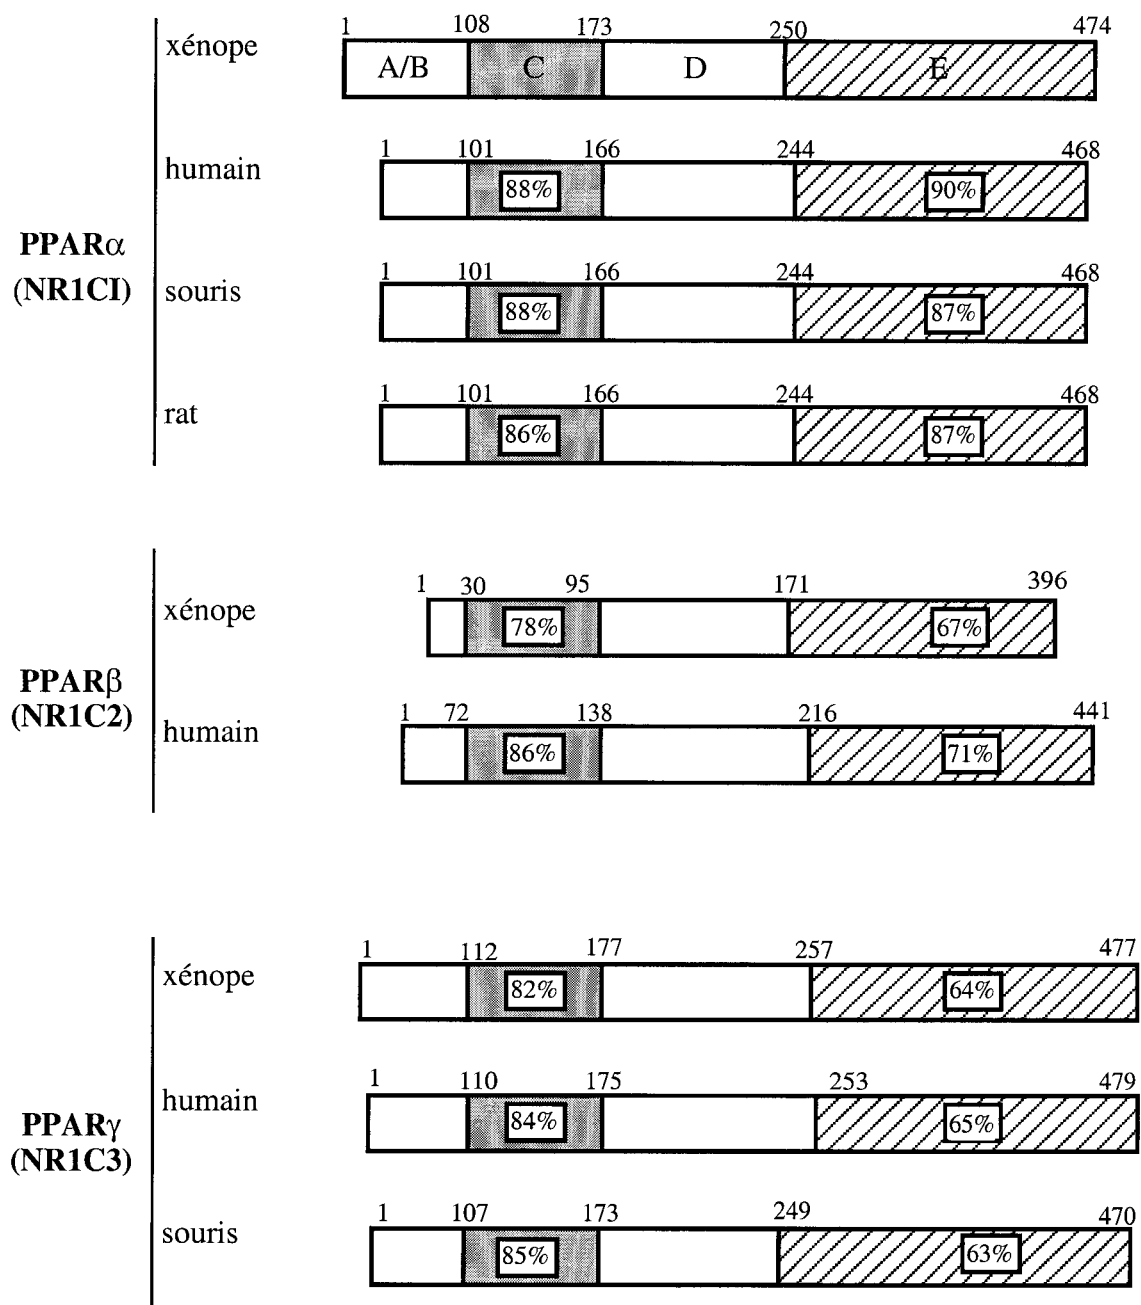 1 108 173 250 474
xénope
A/B C D E
1 101 166 244 468
humain
88% 90%
PPARα
(NR1CI)
1 101 166 244 468
souris
88% 87%
1 101 166 244 468
rat
86% 87%
1 30 95 171 396
xénope
78% 67%
PPARβ
(NR1C2)
1 72 138 216 441
humain
86% 71%
1 112 177 257 477
xénope
82% 64%
1 110 175 253 479
humain
84% 65%
PPARγ
(NR1C3)
1 107 173 249 470
souris
85% 63%